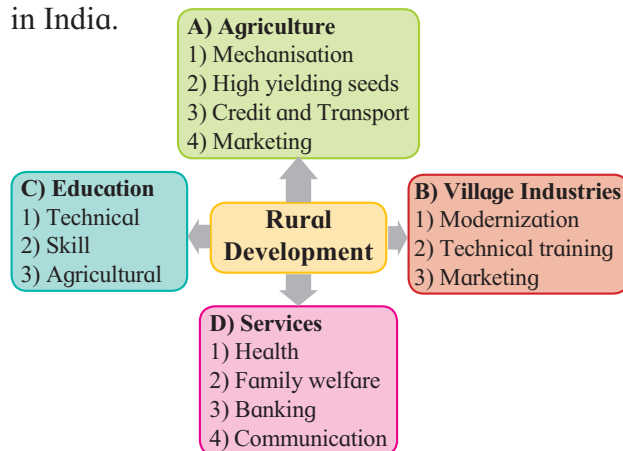 in India.
A) Agriculture
1) Mechanisation
2) High yielding seeds
3) Credit and Transport
4) Marketing
C) Education
1) Technical
2) Skill
3) Agricultural
Rural
Development
B) Village Industries
1) Modernization
2) Technical training
3) Marketing
D) Services
1) Health
2) Family welfare
3) Banking
4) Communication